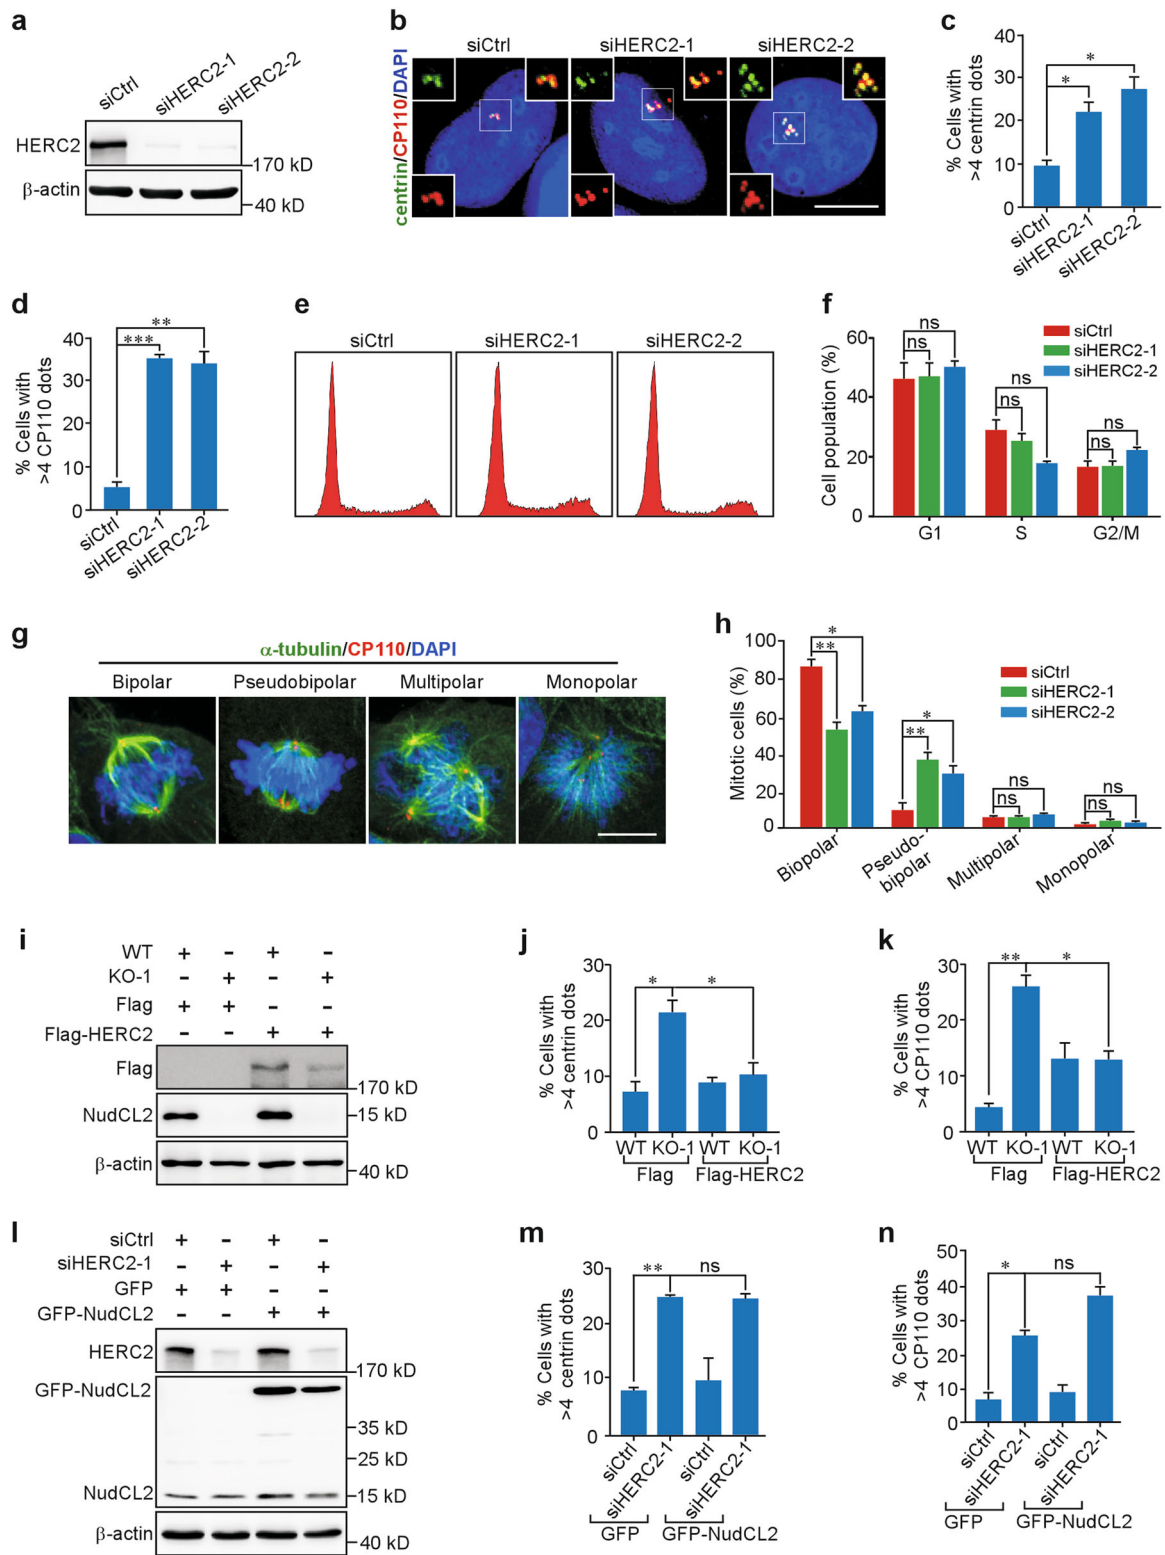 a
siCtrl
siHERC2-1
siHERC2-2
HERC2
170 kD
β-actin
40 kD
b
siCtrl siHERC2-1 siHERC2-2
centrin/CP110/DAPI
c
% Cells with
>4 centrin dots
40
30
20
10
0
*
*
siCtrl
siHERC2-1
siHERC2-2
d
% Cells with
>4 CP110 dots
40
30
20
10
0
**
***
siCtrl
siHERC2-1
siHERC2-2
e
siCtrl siHERC2-1 siHERC2-2
f
Cell population (%)
60
40
20
0
ns
ns
ns
ns
ns
ns
siCtrl
siHERC2-1
siHERC2-2
G1 S G2/M
g
α-tubulin/CP110/DAPI
Bipolar Pseudobipolar Multipolar Monopolar
h
Mitotic cells (%)
100
80
60
40
20
0
*
**
*
**
ns
ns
ns
ns
siCtrl
siHERC2-1
siHERC2-2
Biopolar
Pseudo-
bipolar
Multipolar
Monopolar
i
WT + - + -
KO-1 - + - +
Flag + + - -
Flag-HERC2 - - + +
Flag
170 kD
NudCL2 15 kD
β-actin
40 kD
j
% Cells with
>4 centrin dots
30
20
10
0
* *
WT KO-1 WT KO-1
Flag Flag-HERC2
k
% Cells with
>4 CP110 dots
30
20
10
0
** *
WT KO-1 WT KO-1
Flag Flag-HERC2
l
siCtrl + - + -
siHERC2-1 - + - +
GFP + + - -
GFP-NudCL2 - - + +
HERC2
170 kD
GFP-NudCL2
35 kD
25 kD
NudCL2 15 kD
β-actin
40 kD
m
% Cells with
>4 centrin dots
30
20
10
0
** ns
siCtrl
siHERC2-1
siCtrl
siHERC2-1
GFP GFP-NudCL2
n
% Cells with
>4 CP110 dots
50
40
30
20
10
0
* ns
siCtrl
siHERC2-1
siCtrl
siHERC2-1
GFP GFP-NudCL2